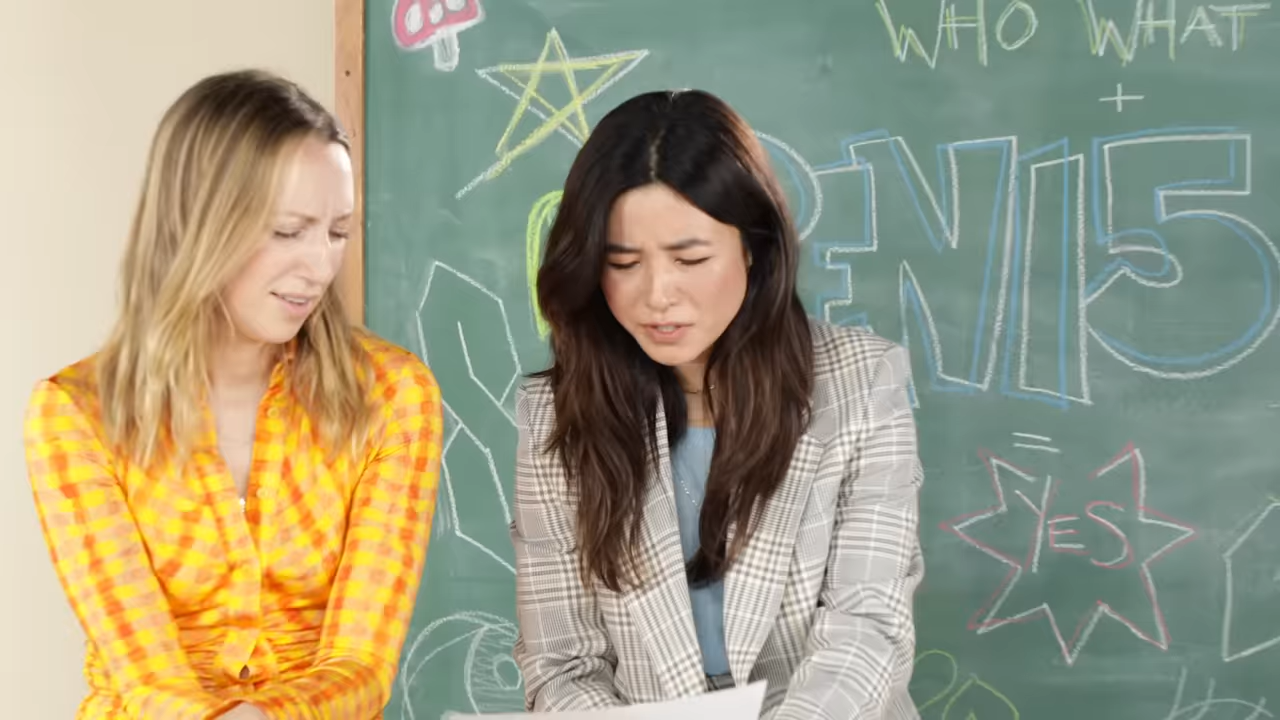 WHO WHAT
+
PEN15
=
YES